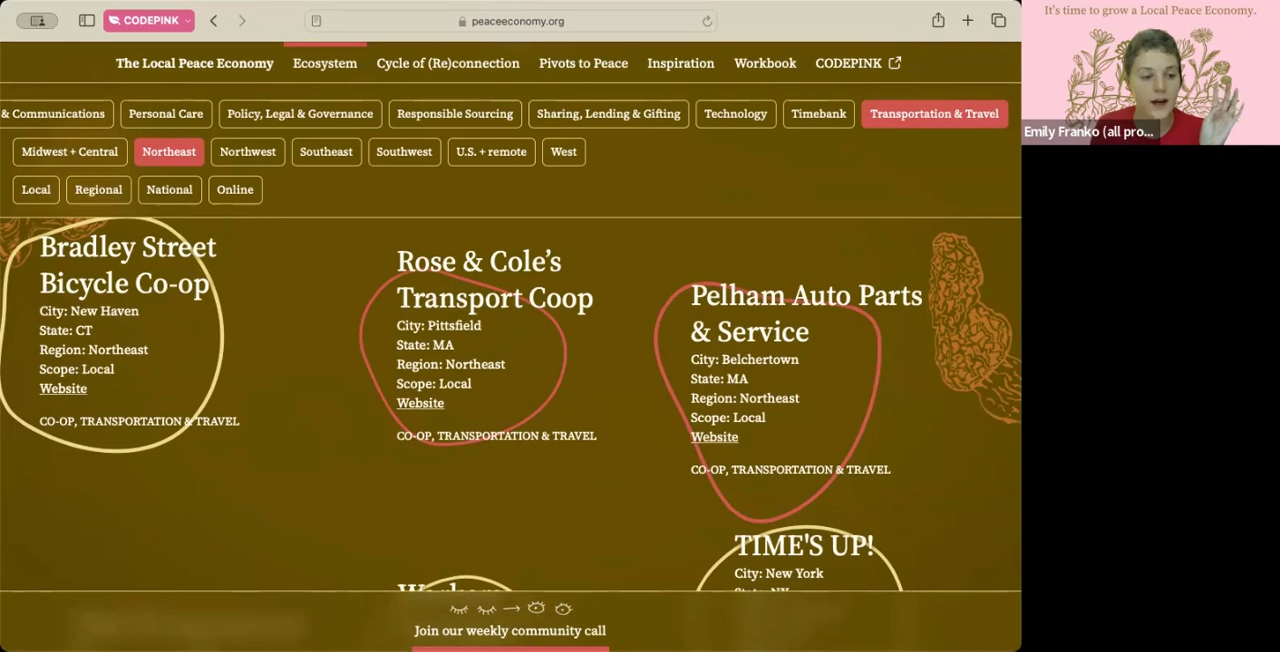 CODEPINK
peaceeconomy.org
It's time to grow a Local Peace Economy.
The Local Peace Economy Ecosystem Cycle of (Re)connection Pivots to Peace Inspiration Workbook CODEPINK
& Communications Personal Care Policy, Legal & Governance Responsible Sourcing Sharing, Lending & Gifting Technology Timebank Transportation & Travel
Emily Franko (all pro...
Midwest + Central Northeast Northwest Southeast Southwest U.S. + remote West
Local Regional National Online
Bradley Street
Bicycle Co-op
City: New Haven
State: CT
Region: Northeast
Scope: Local
Website
CO-OP, TRANSPORTATION & TRAVEL
Rose & Cole's
Transport Coop
City: Pittsfield
State: MA
Region: Northeast
Scope: Local
Website
CO-OP, TRANSPORTATION & TRAVEL
Pelham Auto Parts
& Service
City: Belchertown
State: MA
Region: Northeast
Scope: Local
Website
CO-OP, TRANSPORTATION & TRAVEL
TIME'S UP!
City: New York
Join our weekly community call